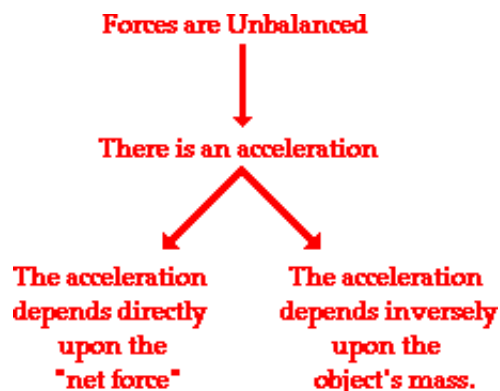 Forces are Unbalanced
There is an acceleration
The acceleration
depends directly
upon the
"net force"
The acceleration
depends inversely
upon the
object's mass.